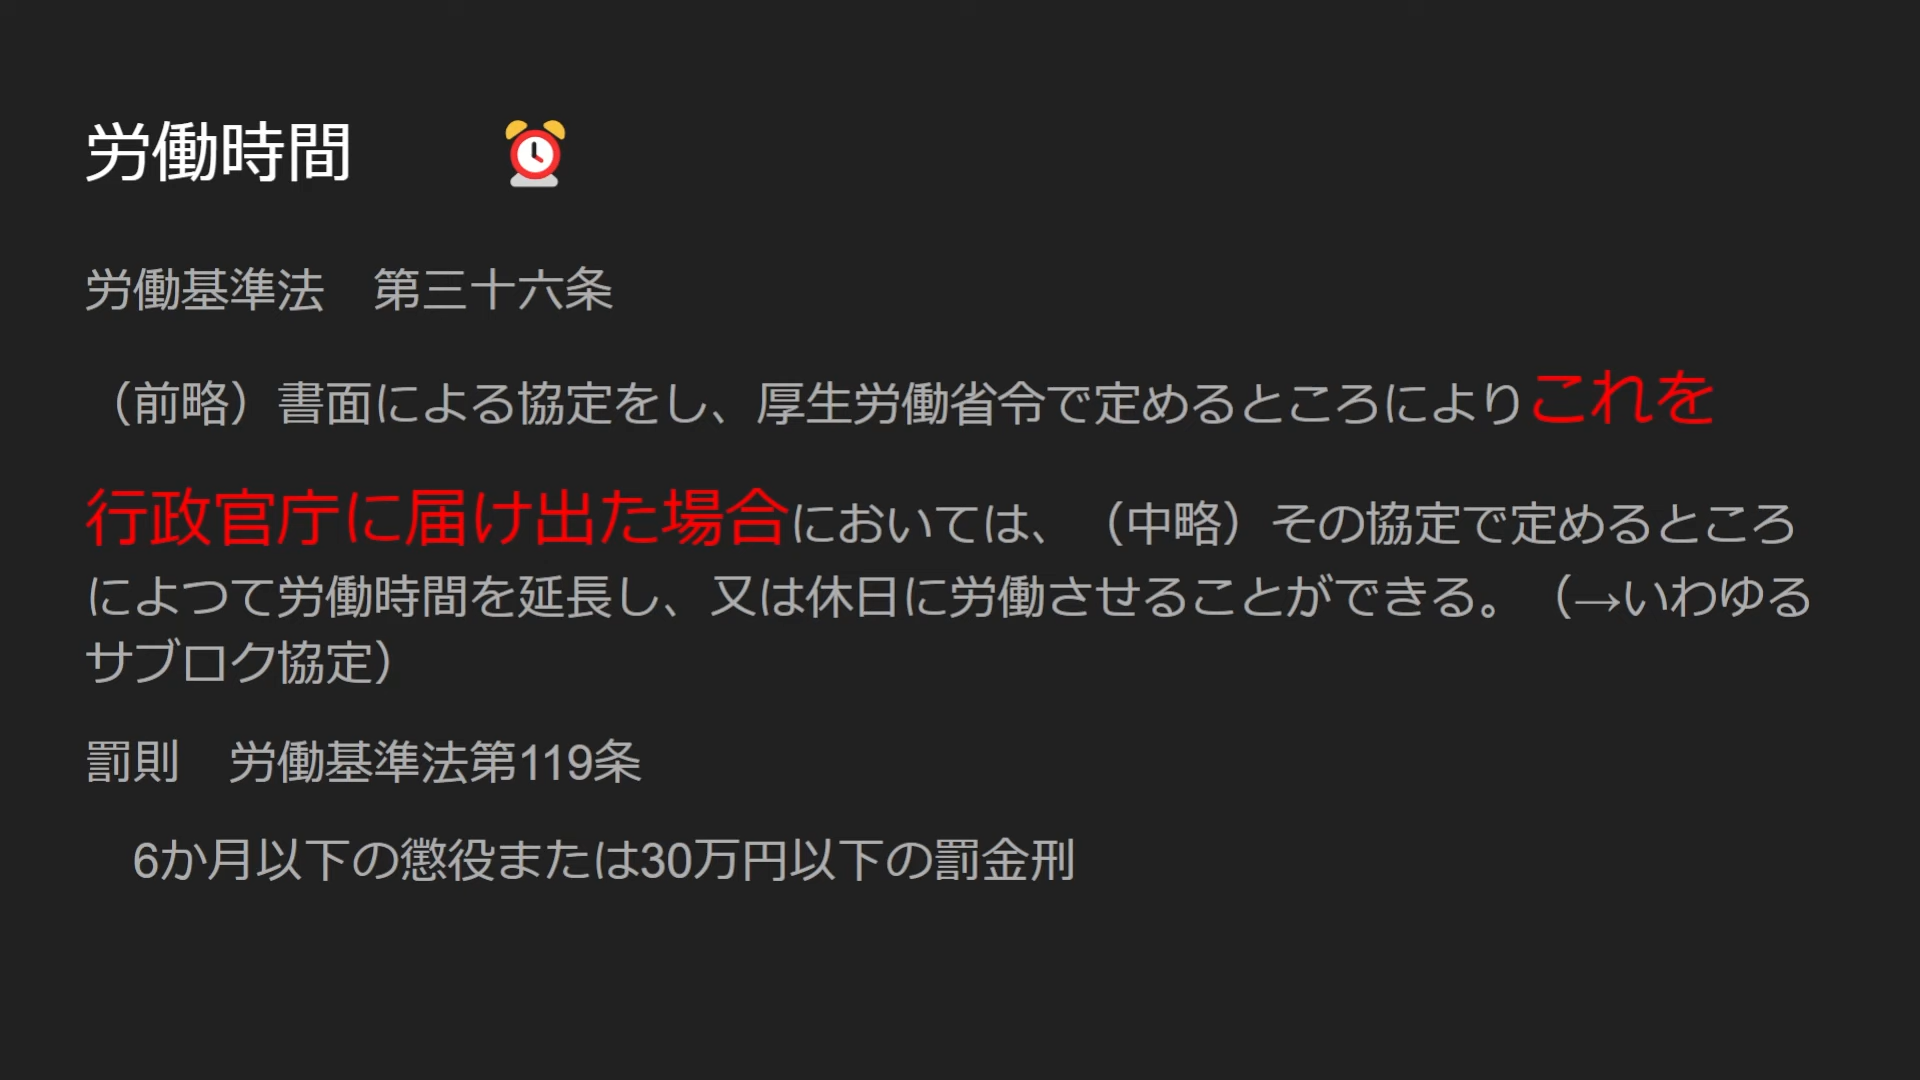 労働時間
労働基準法　第三十六条
（前略）書面による協定をし、厚生労働省令で定めるところによりこれを
行政官庁に届け出た場合においては、（中略）その協定で定めるところ
によつて労働時間を延長し、又は休日に労働させることができる。（→いわゆる
サブロク協定）
罰則　労働基準法第119条
6か月以下の懲役または30万円以下の罰金刑